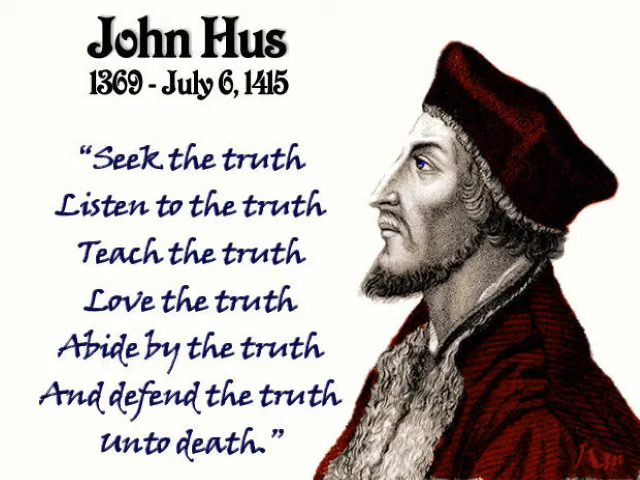 John Hus
1369 - July 6, 1415
“Seek the truth
Listen to the truth
Teach the truth
Love the truth
Abide by the truth
And defend the truth
Unto death.”